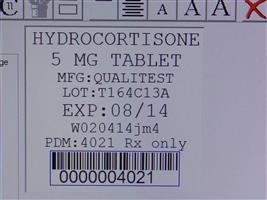 HYDROCORTISONE
5 MG TABLET
MFG:QUALITEST
LOT:T164C13A
EXP:08/14
W020414jm4
PDM:4021 Rx only
0000004021
A
A
A